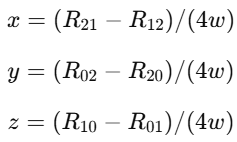 x = (R₂₁ − R₁₂)/(4w)
y = (R₀₂ − R₂₀)/(4w)
z = (R₁₀ − R₀₁)/(4w)